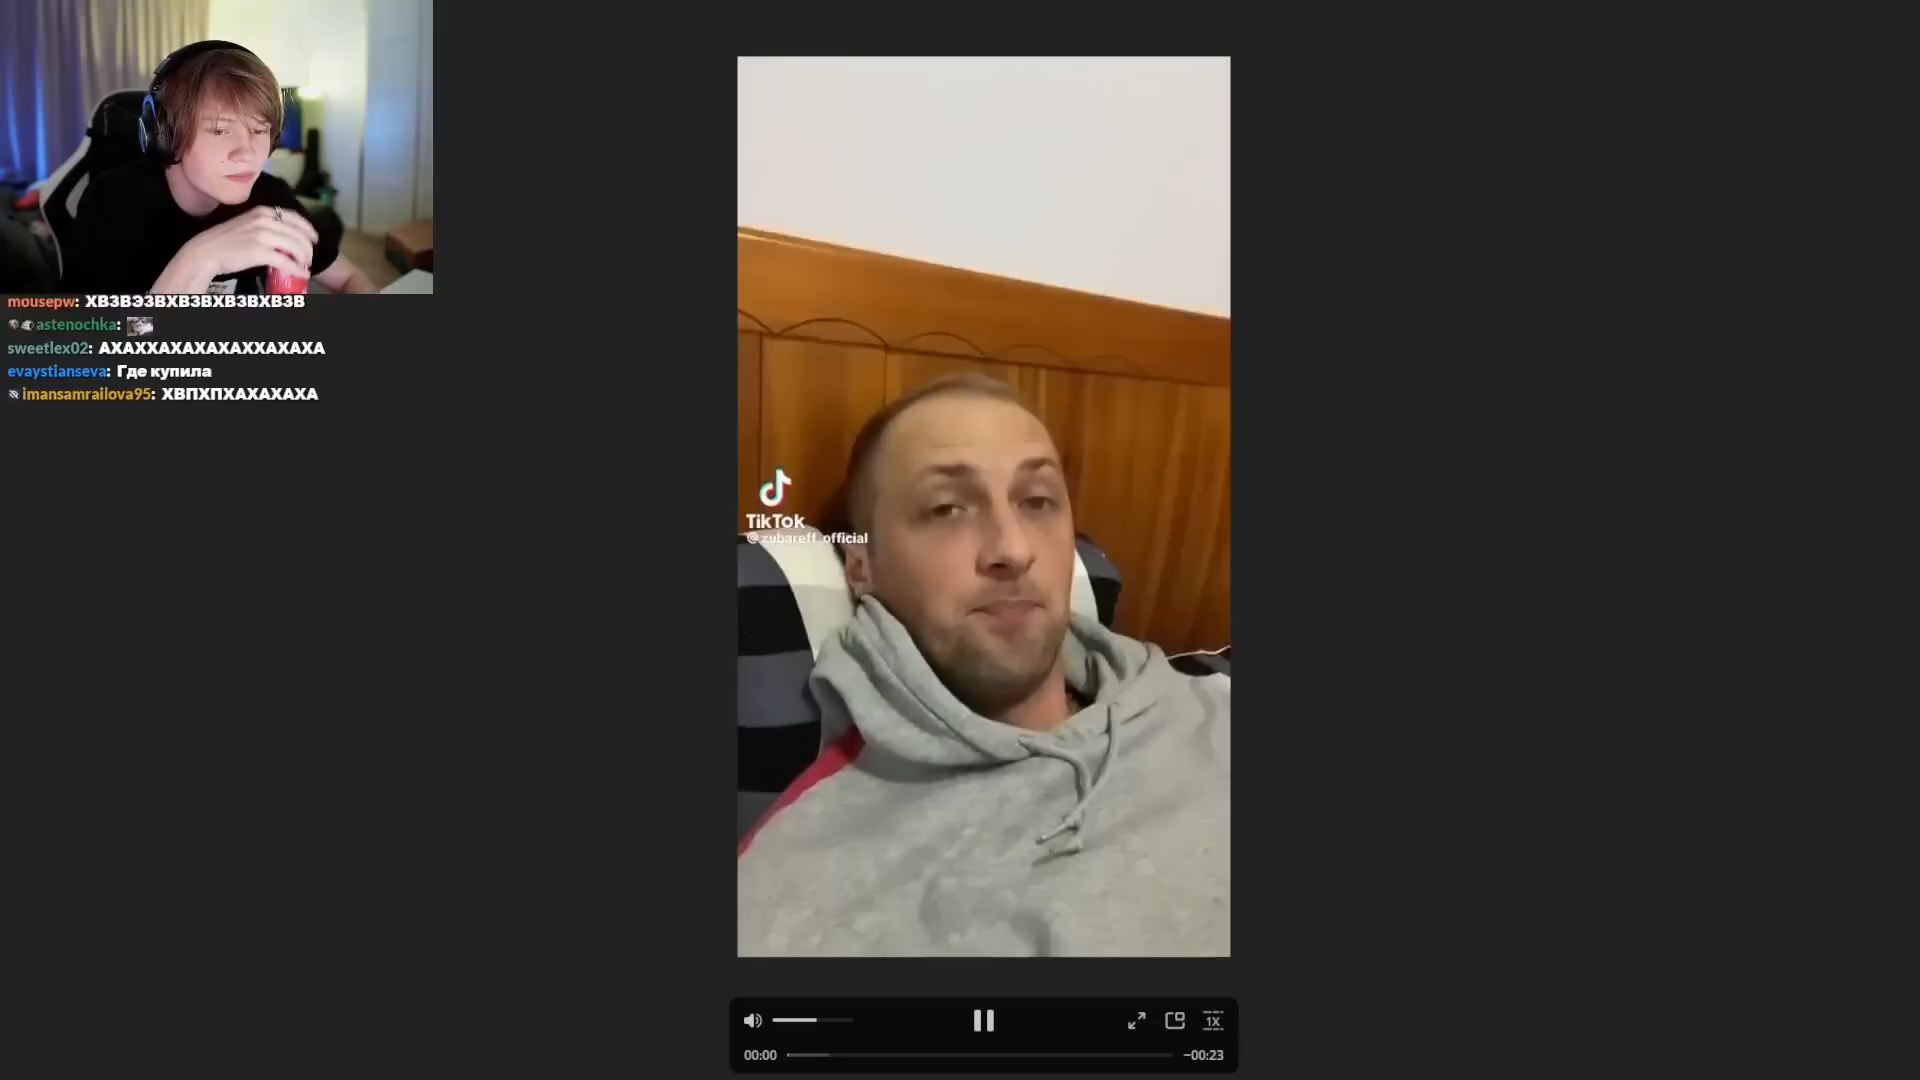 mousepw: ХВЗВЭЗВХВЗВХВЗВХВЗВ
astenochka:
sweetlex02: АХАХХАХАХАХАХХАХАХА
evaystianseva: Где купила
imansamrailova95: ХВПХПХАХАХАХА
TikTok
@zubareff_official
1X
00:00
−00:23